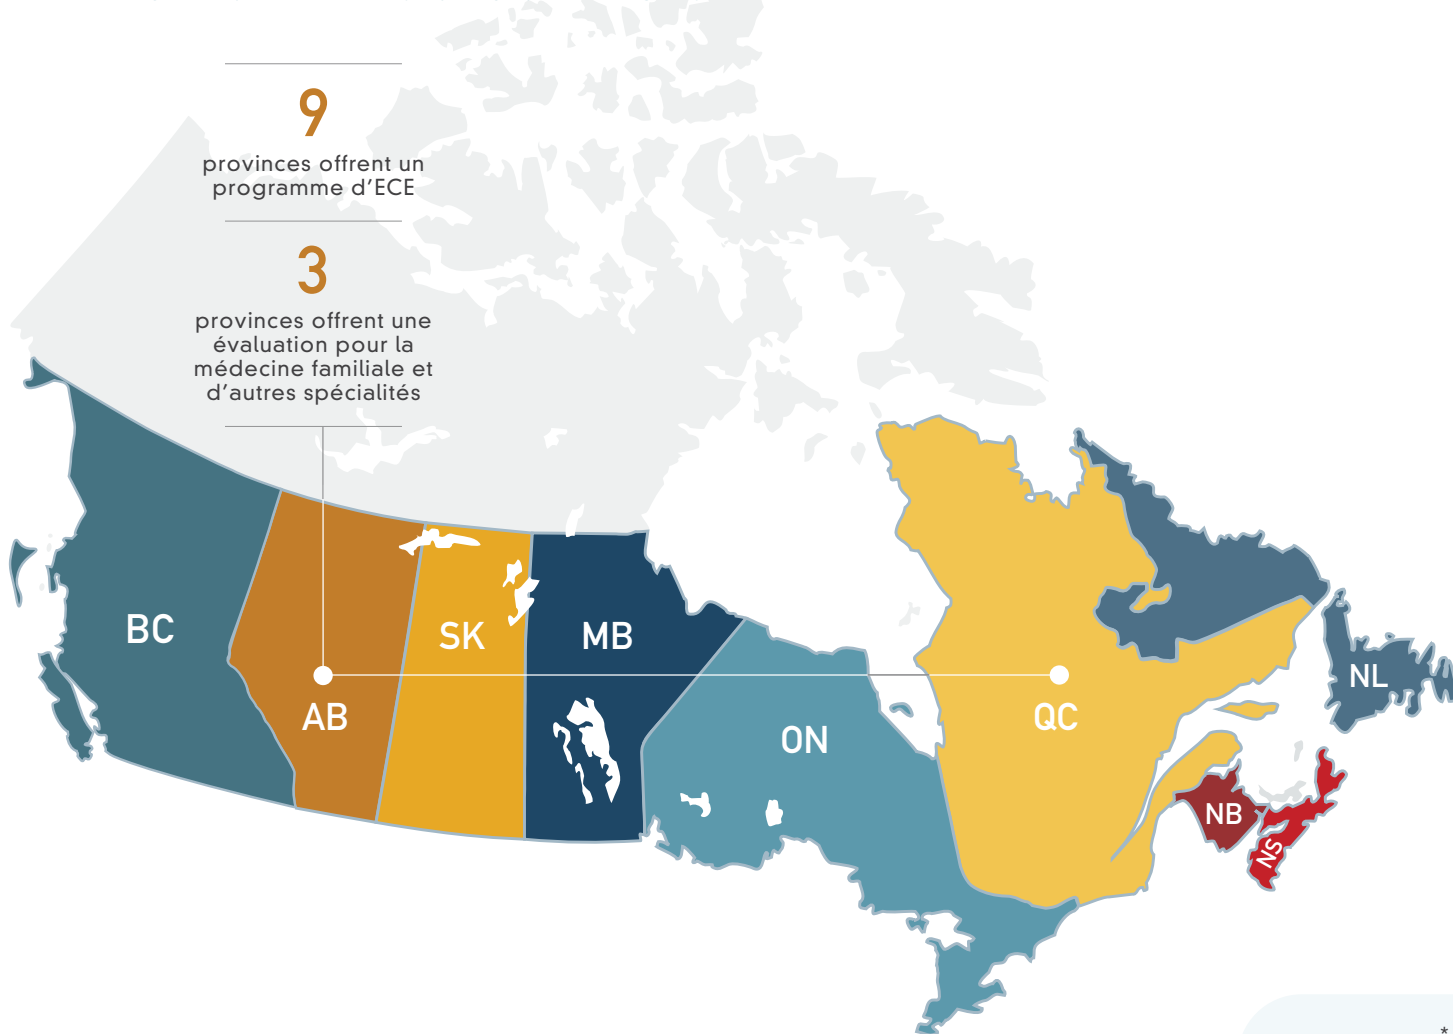 9
provinces offrent un
programme d'ECE
3
provinces offrent une
évaluation pour la
médecine familiale et
d'autres spécialités
BC
AB
SK
MB
ON
QC
NL
NB
NS
*